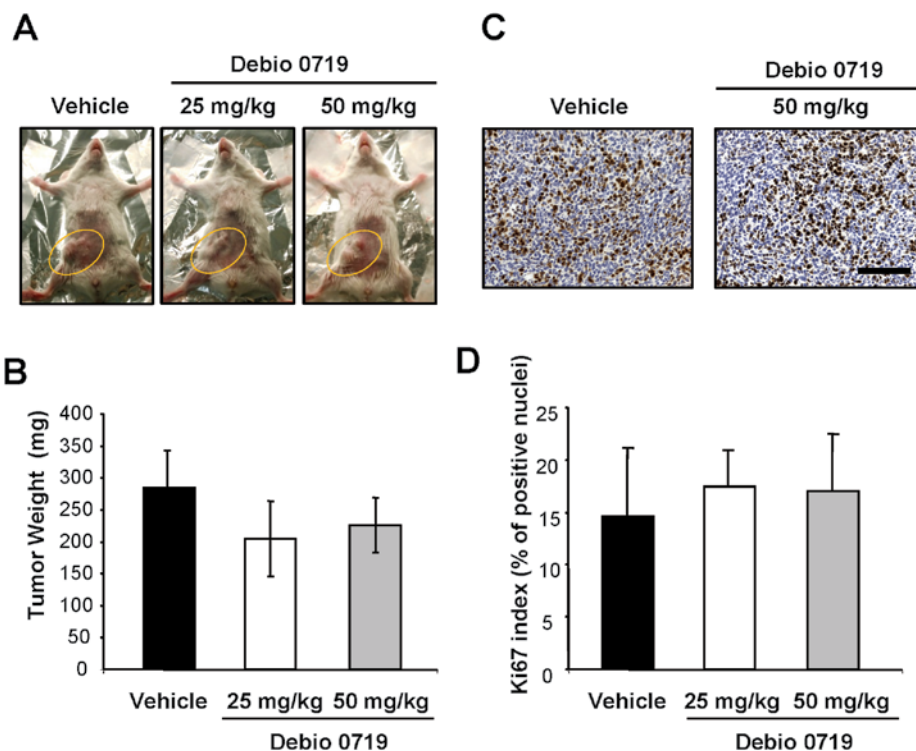 A
Debio 0719
Vehicle
25 mg/kg
50 mg/kg
C
Debio 0719
Vehicle
50 mg/kg
B
Tumor Weight (mg)
400
350
300
250
200
150
100
50
0
Vehicle
25 mg/kg
50 mg/kg
Debio 0719
D
Ki67 index (% of positive nuclei)
25
20
15
10
5
0
Vehicle
25 mg/kg
50 mg/kg
Debio 0719